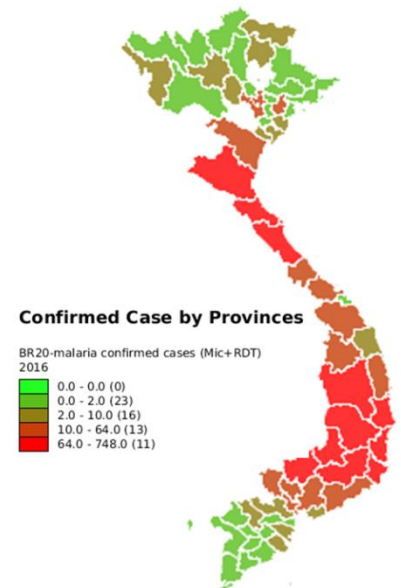 Confirmed Case by Provinces
BR20-malaria confirmed cases (Mic+RDT)
2016
0.0 - 0.0 (0)
0.0 - 2.0 (23)
2.0 - 10.0 (16)
10.0 - 64.0 (13)
64.0 - 748.0 (11)